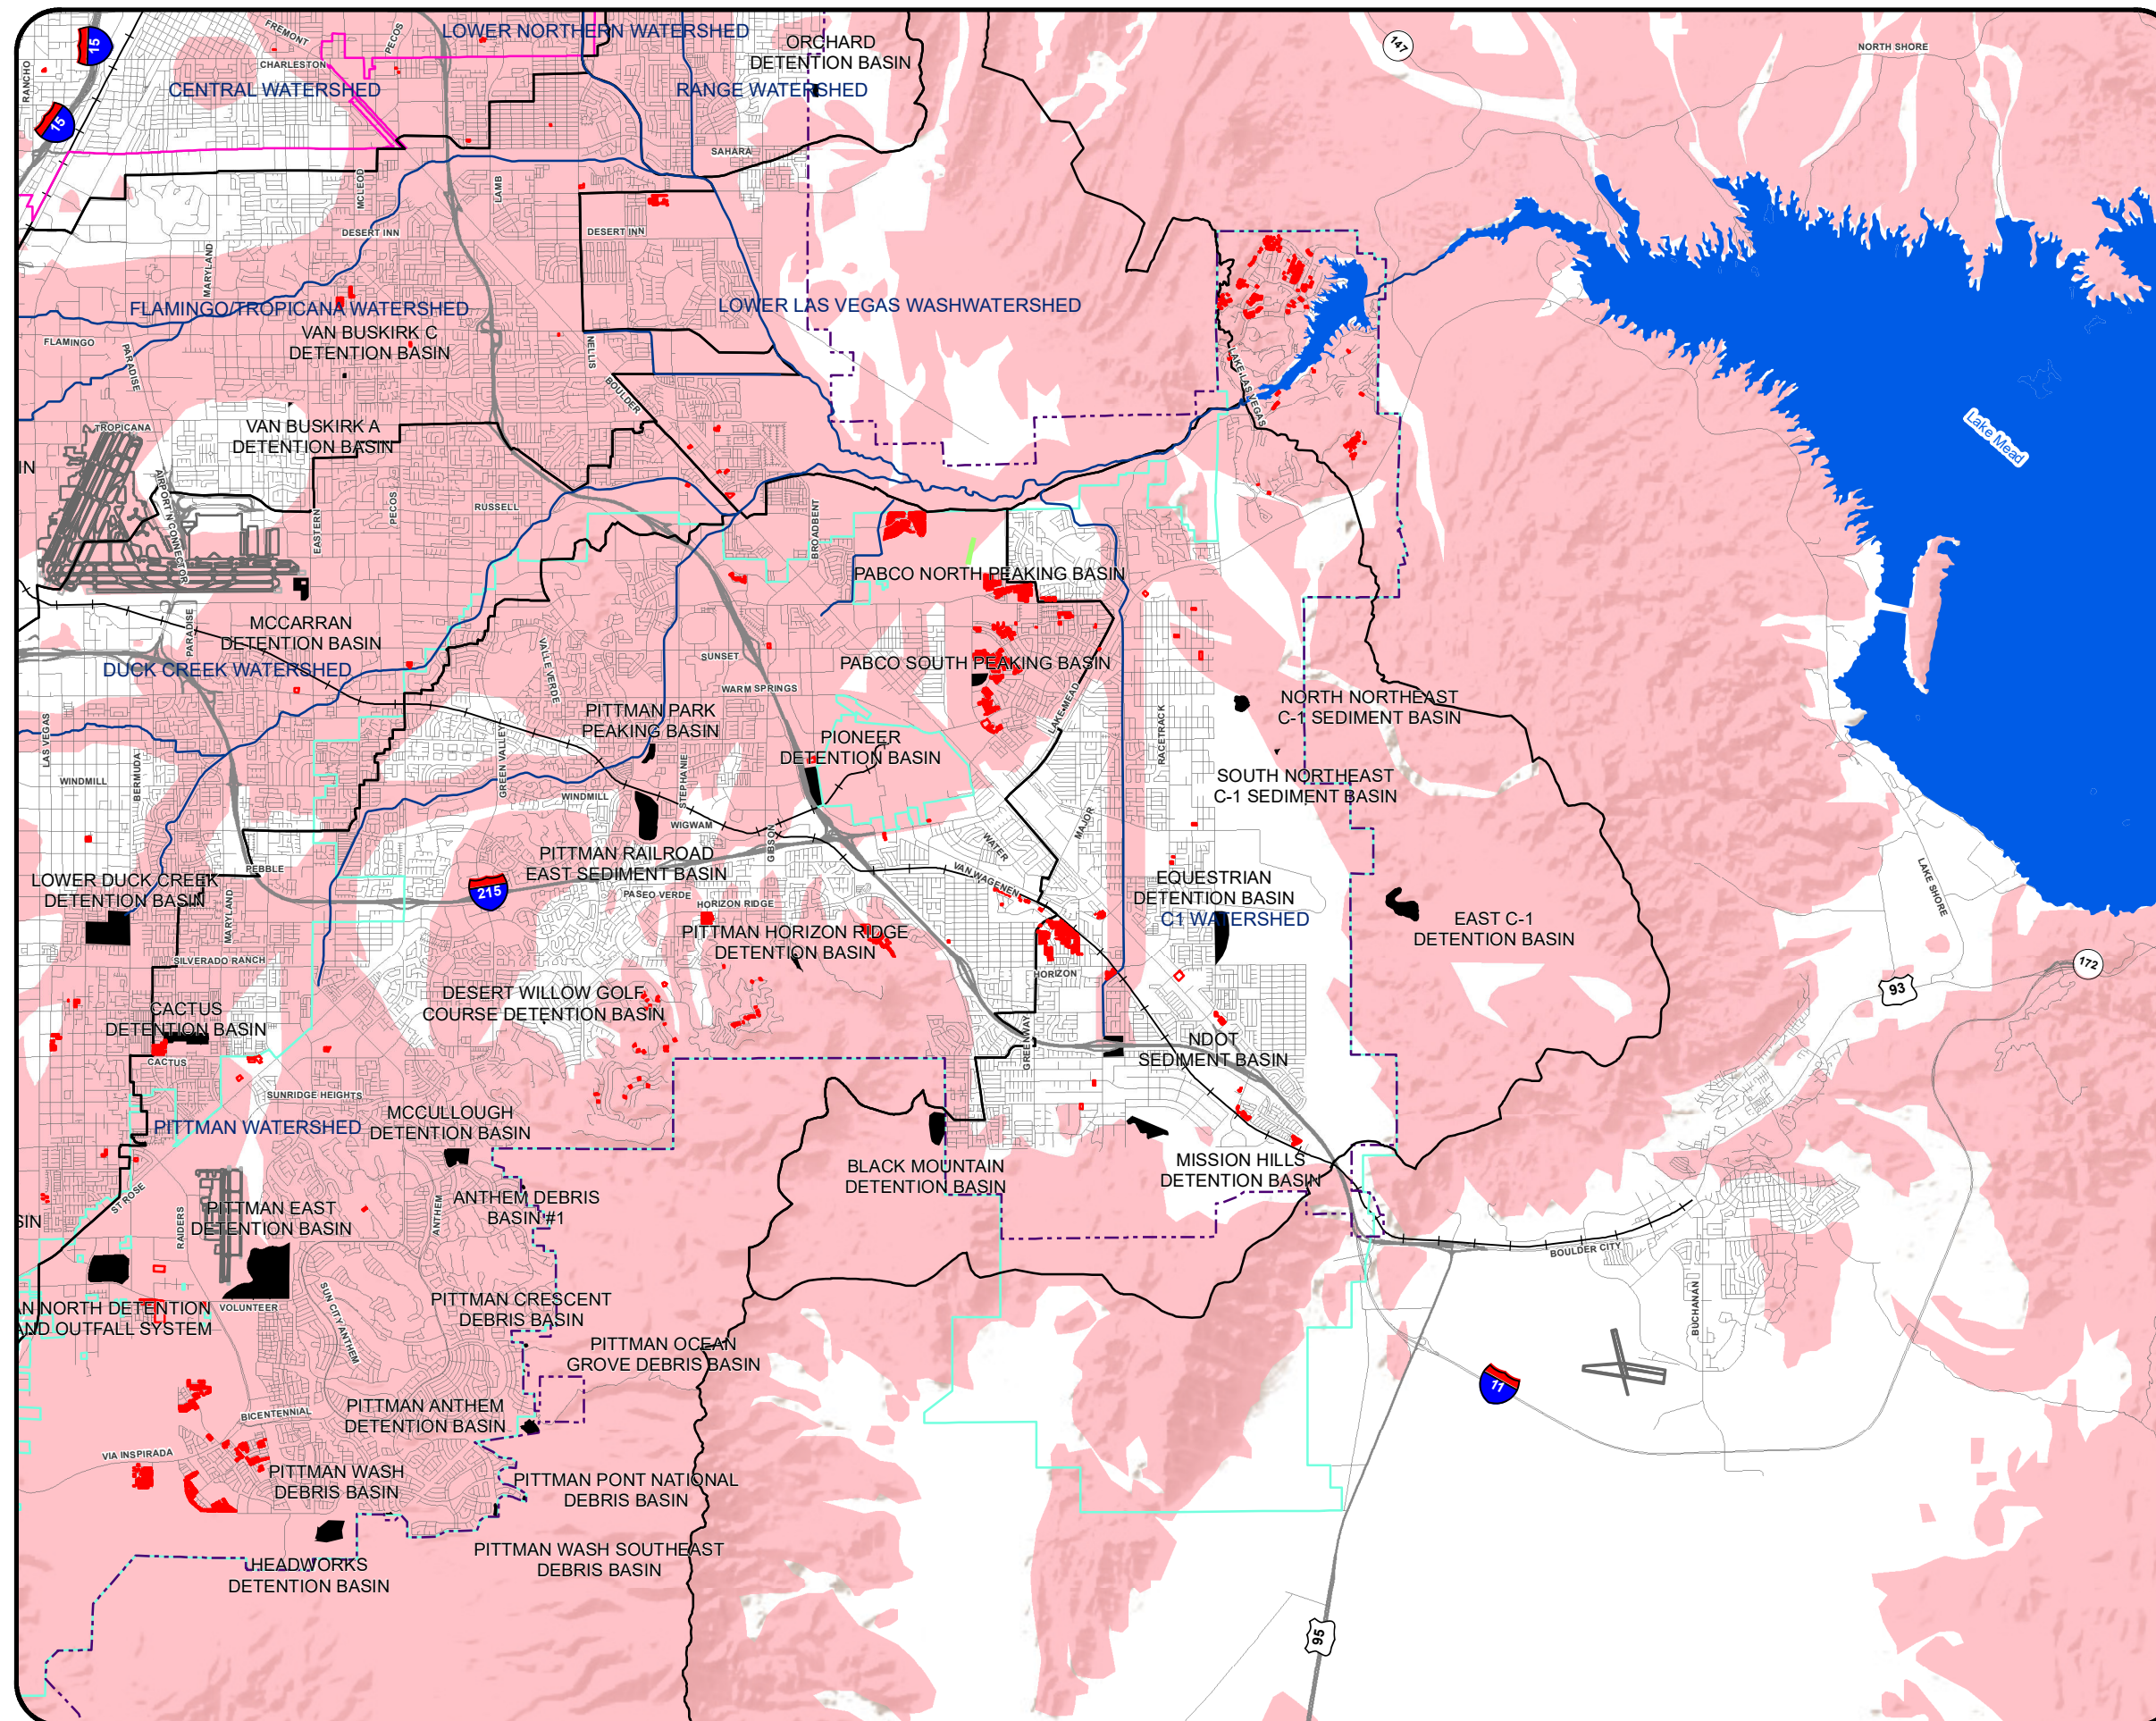 15
FREMONT
PECOS
LOWER NORTHERN WATERSHED
ORCHARD
DETENTION BASIN
147
NORTH SHORE
RANCHO
CHARLESTON
CENTRAL WATERSHED
RANGE WATERSHED
15
SAHARA
MCLEOD
LAMB
DESERT INN
DESERT INN
MARYLAND
FLAMINGO/TROPICANA WATERSHED
LOWER LAS VEGAS WASHWATERSHED
VAN BUSKIRK C
DETENTION BASIN
FLAMINGO
PARADISE
NELLIS
BOULDER
LAKE LAS VEGAS
Lake Mead
TROPICANA
VAN BUSKIRK A
DETENTION BASIN
IN
AIRPORT N CONNECTOR
PECOS
RUSSELL
EASTERN
BROADBENT
PABCO NORTH PEAKING BASIN
MCCARRAN
DETENTION BASIN
PARADISE
DUCK CREEK WATERSHED
VALLE VERDE
SUNSET
PABCO SOUTH PEAKING BASIN
WARM SPRINGS
LAKE MEAD
RACETRACK
NORTH NORTHEAST
C-1 SEDIMENT BASIN
PITTMAN PARK
PEAKING BASIN
PIONEER
DETENTION BASIN
LAS VEGAS
WINDMILL
BERMUDA
GREEN VALLEY
WINDMILL
STEPHANIE
SOUTH NORTHEAST
C-1 SEDIMENT BASIN
WIGWAM
GIBSON
WATER
MAJOR
PITTMAN RAILROAD
EAST SEDIMENT BASIN
PEBBLE
VAN WAGENEN
LOWER DUCK CREEK
DETENTION BASIN
215
PASEO VERDE
HORIZON RIDGE
EQUESTRIAN
DETENTION BASIN
C1 WATERSHED
LAKE SHORE
MARYLAND
PITTMAN HORIZON RIDGE
DETENTION BASIN
EAST C-1
DETENTION BASIN
SILVERADO RANCH
HORIZON
172
93
DESERT WILLOW GOLF
COURSE DETENTION BASIN
CACTUS
DETENTION BASIN
CACTUS
GREENWAY
NDOT
SEDIMENT BASIN
SUNRIDGE HEIGHTS
MCCULLOUGH
DETENTION BASIN
PITTMAN WATERSHED
BLACK MOUNTAIN
DETENTION BASIN
MISSION HILLS
DETENTION BASIN
ST ROSE
ANTHEM DEBRIS
BASIN #1
ANTHEM
RAIDERS
PITTMAN EAST
DETENTION BASIN
SIN
BOULDER CITY
BUCHANAN
AN NORTH DETENTION
AND OUTFALL SYSTEM
VOLUNTEER
SUN CITY ANTHEM
PITTMAN CRESCENT
DEBRIS BASIN
PITTMAN OCEAN
GROVE DEBRIS BASIN
11
BICENTENNIAL
PITTMAN ANTHEM
DETENTION BASIN
VIA INSPIRADA
PITTMAN WASH
DEBRIS BASIN
PITTMAN PONT NATIONAL
DEBRIS BASIN
HEADWORKS
DETENTION BASIN
PITTMAN WASH SOUTHEAST
DEBRIS BASIN
95